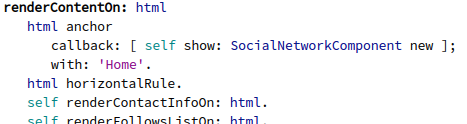 renderContentOn: html
html anchor
callback: [ self show: SocialNetworkComponent new ];
with: 'Home'.
html horizontalRule.
self renderContactInfoOn: html.
self renderFollowsListOn: html.